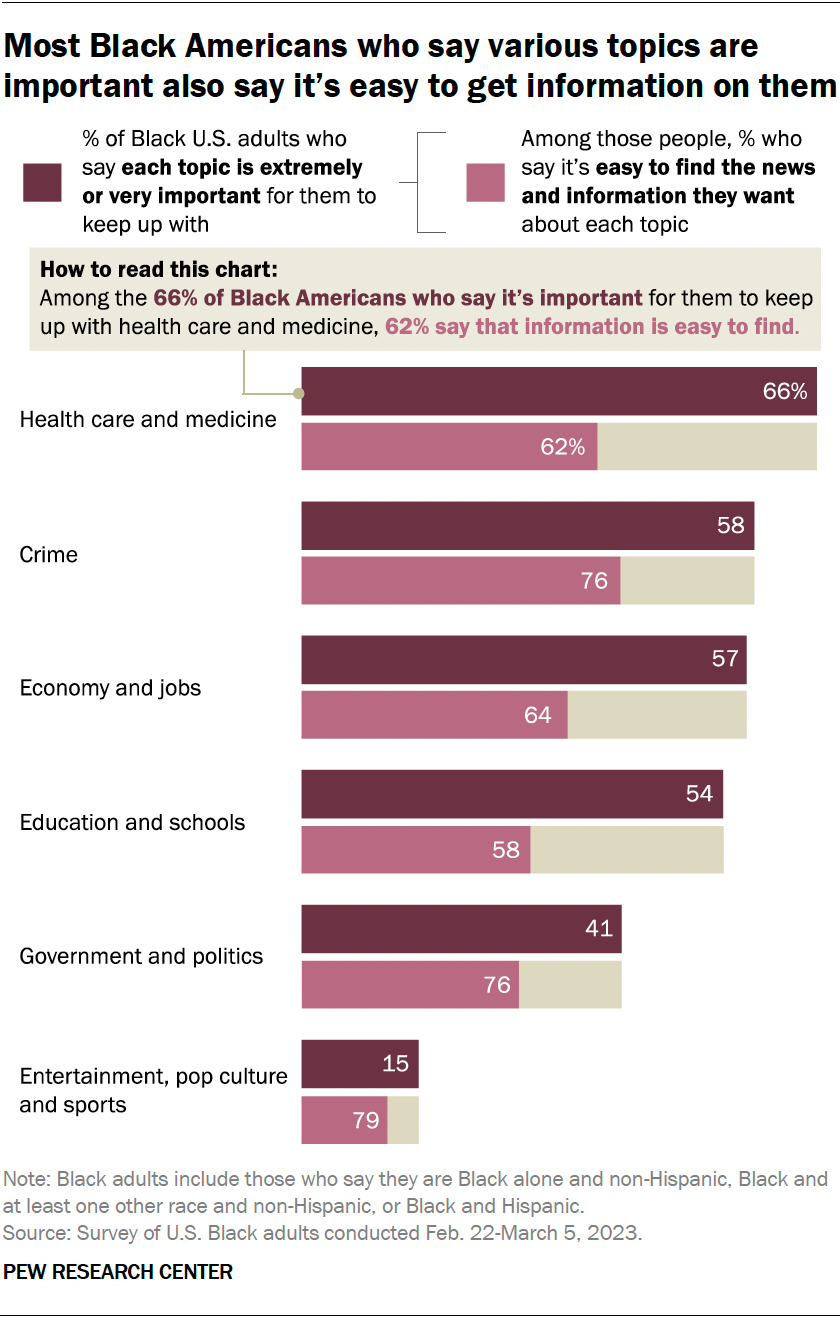 Most Black Americans who say various topics are
important also say it’s easy to get information on them
% of Black U.S. adults who
say each topic is extremely
or very important for them to
keep up with
Among those people, % who
say it’s easy to find the news
and information they want
about each topic
How to read this chart:
Among the 66% of Black Americans who say it’s important for them to keep
up with health care and medicine, 62% say that information is easy to find.
Health care and medicine
66%
62%
Crime
58
76
Economy and jobs
57
64
Education and schools
54
58
Government and politics
41
76
Entertainment, pop culture
and sports
15
79
Note: Black adults include those who say they are Black alone and non-Hispanic, Black and
at least one other race and non-Hispanic, or Black and Hispanic.
Source: Survey of U.S. Black adults conducted Feb. 22-March 5, 2023.
PEW RESEARCH CENTER